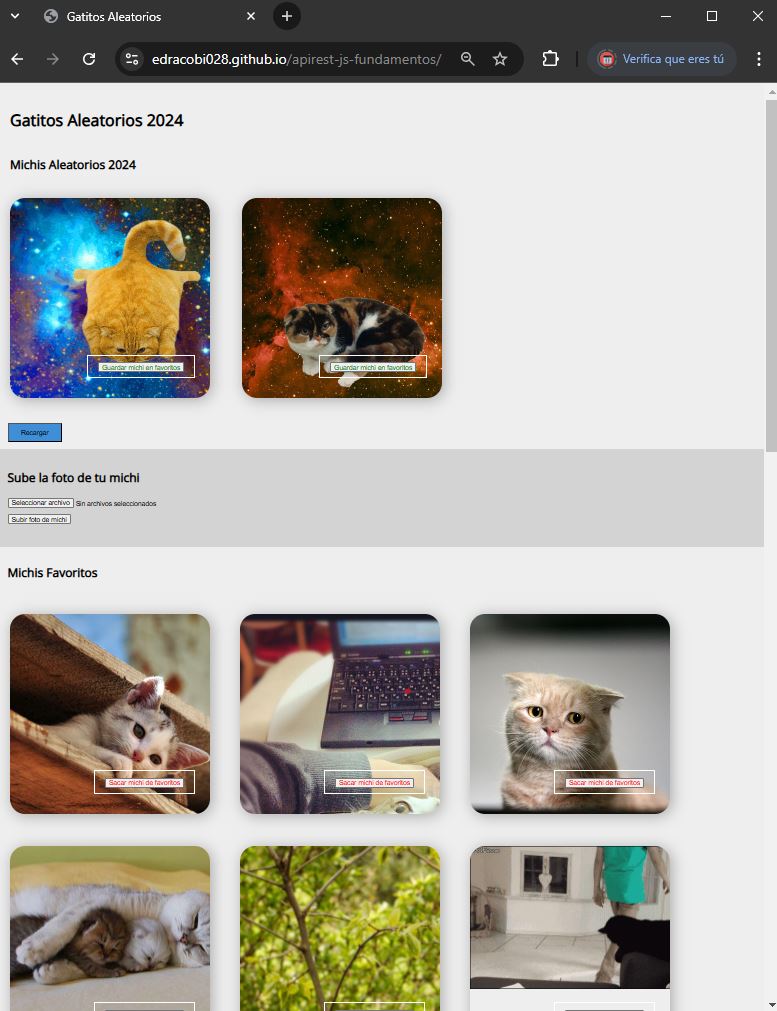 Gatitos Aleatorios
edracobi028.github.io/apirest-js-fundamentos/
Verifica que eres tú
Gatitos Aleatorios 2024
Michis Aleatorios 2024
Guardar michi en favoritos
Guardar michi en favoritos
Recargar
Sube la foto de tu michi
Seleccionar archivo Sin archivos seleccionados
Subir foto de michi
Michis Favoritos
Sacar michi de favoritos
Sacar michi de favoritos
Sacar michi de favoritos